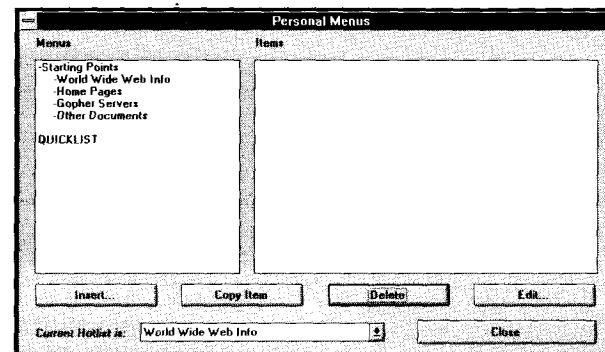 Personal Menus
Menus
Items
-Starting Points
-World Wide Web Info
-Home Pages
-Gopher Servers
-Other Documents
QUICKLIST
Insert...
Copy Item
Delete
Edit...
Current Hotlist is:
World Wide Web Info
Close